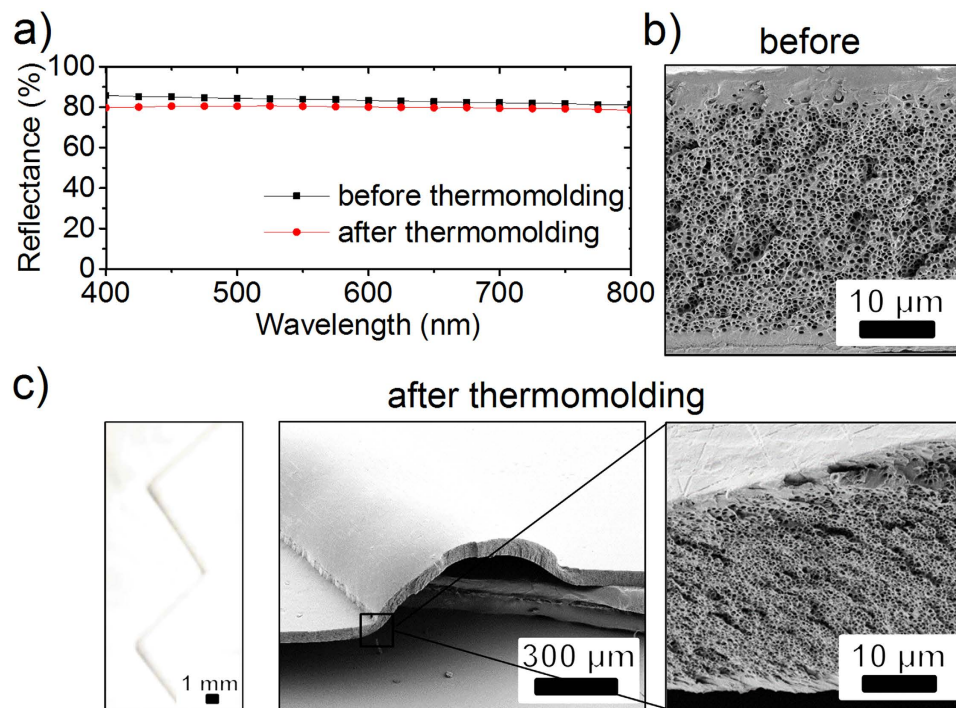 a)
Reflectance (%)
100
80
60
40
20
0
before thermomolding
after thermomolding
400 500 600 700 800
Wavelength (nm)
b) before
10 µm
c) after thermomolding
1 mm
300 µm
10 µm